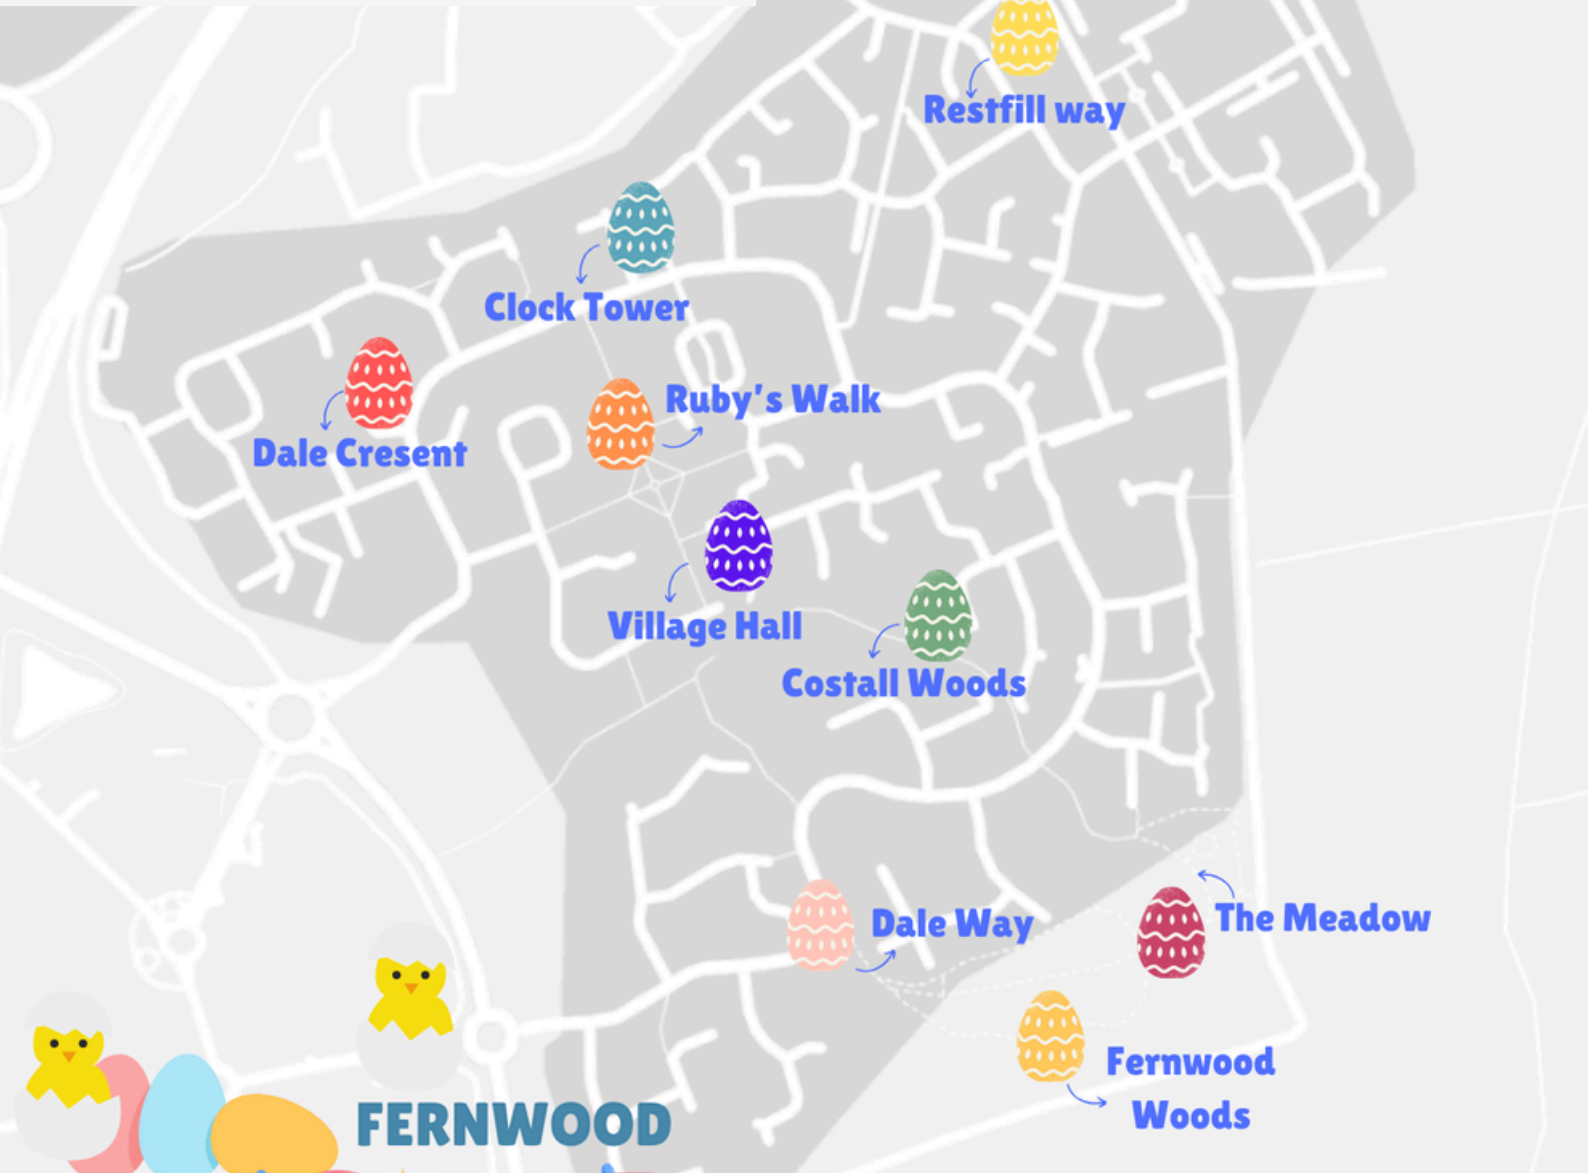 Restfill way
Clock Tower
Ruby's Walk
Dale Cresent
Village Hall
Costall Woods
Dale Way
The Meadow
Fernwood
Woods
FERNWOOD